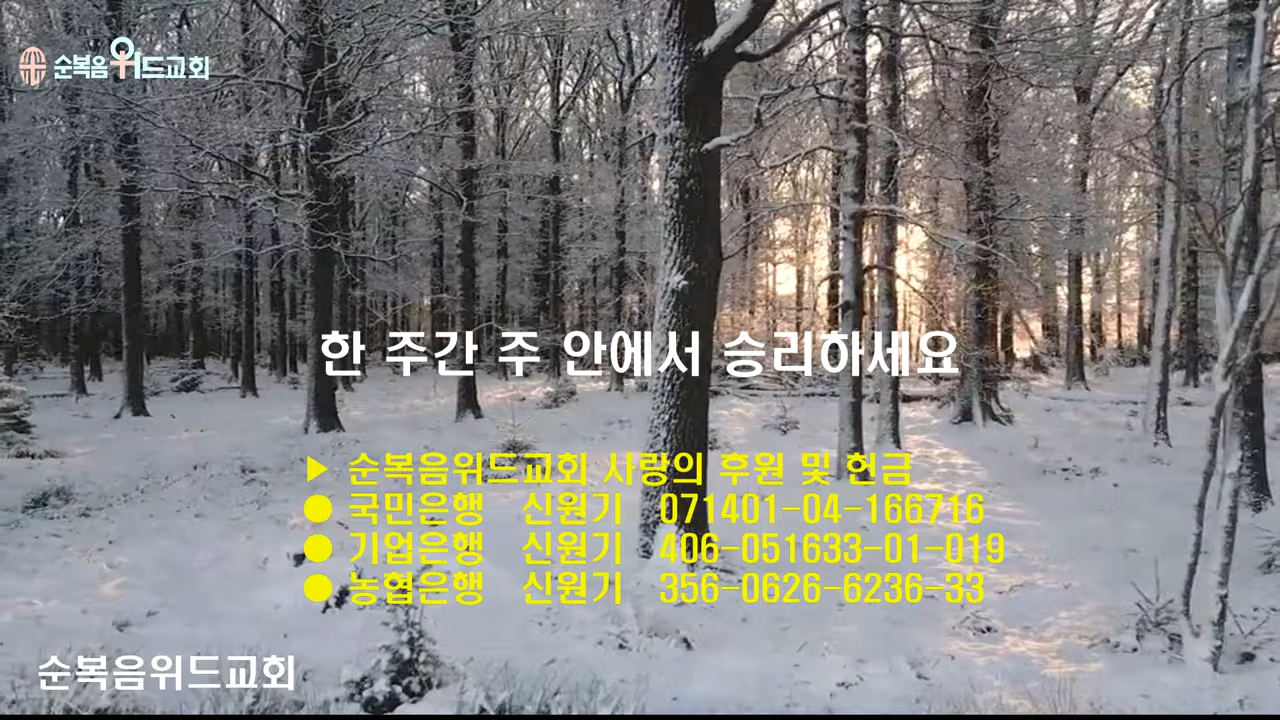 순복음위드교회
한 주간 주 안에서 승리하세요
▶ 순복음위드교회 사랑의 후원 및 헌금
● 국민은행 신원기 071401-04-166716
● 기업은행 신원기 406-051633-01-019
● 농협은행 신원기 356-0626-6236-33
순복음위드교회